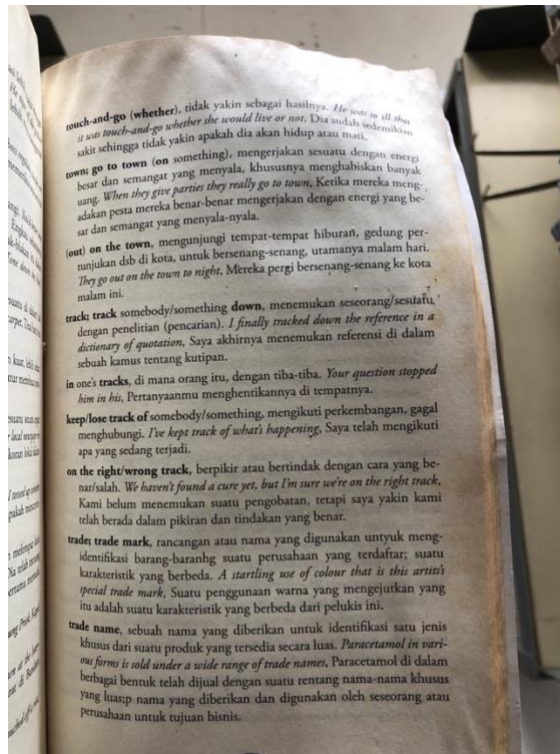 touch-and-go (whether), tidak yakin sebagai hasilnya. He was so ill that
it was touch-and-go whether she would live or not, Dia sudah sedemikian
sakit sehingga tidak yakin apakah dia akan hidup atau mati.
town; go to town (on something), mengerjakan sesuatu dengan energi
besar dan semangat yang menyala, khususnya menghabiskan banyak
uang. When they give parties they really go to town, Ketika mereka meng-
adakan pesta mereka benar-benar mengerjakan dengan energi yang be-
sar dan semangat yang menyala-nyala.
(out) on the town, mengunjungi tempat-tempat hiburan, gedung per-
tunjukan dsb di kota, untuk bersenang-senang, utamanya malam hari.
They go out on the town to night, Mereka pergi bersenang-senang ke kota
malam ini.
track; track somebody/something down, menemukan seseorang/sesuatu
dengan penelitian (pencarian). I finally tracked down the reference in a
dictionary of quotation, Saya akhirnya menemukan referensi di dalam
sebuah kamus tentang kutipan.
in one's tracks, di mana orang itu, dengan tiba-tiba. Your question stopped
him in his, Pertanyaanmu menghentikannya di tempatnya.
keep/lose track of somebody/something, mengikuti perkembangan, gagal
menghubungi. I've kept track of what's happening, Saya telah mengikuti
apa yang sedang terjadi.
on the right/wrong track, berpikir atau bertindak dengan cara yang be-
nar/salah. We haven't found a cure yet, but I'm sure we're on the right track,
Kami belum menemukan suatu pengobatan, tetapi saya yakin kami
telah berada dalam pikiran dan tindakan yang benar.
trade; trade mark, rancangan atau nama yang digunakan untyuk meng-
identifikasi barang-baranhg suatu perusahaan yang terdaftar; suatu
karakteristik yang berbeda. A startling use of colour that is this artist's
special trade mark, Suatu penggunaan warna yang mengejutkan yang
itu adalah suatu karakteristik yang berbeda dari pelukis ini.
trade name, sebuah nama yang diberikan untuk identifikasi satu jenis
khusus dari suatu produk yang tersedia secara luas. Paracetamol in vari-
ous forms is sold under a wide range of trade names, Paracetamol di dalam
berbagai bentuk telah dijual dengan suatu rentang nama-nama khusus
yang luas;p nama yang diberikan dan digunakan oleh seseorang atau
perusahaan untuk tujuan bisnis.